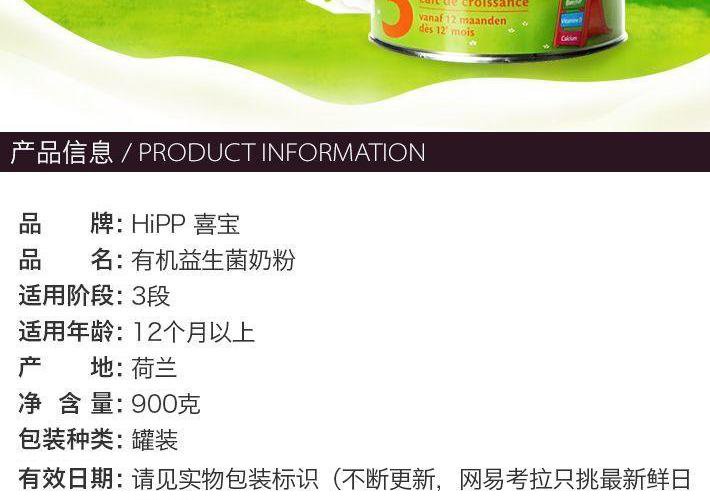 lait de croissance
3
vanaf 12 maanden
dès 12e mois
Vitamine D
Calcium
产品信息 / PRODUCT INFORMATION
品牌: HiPP 喜宝
品名: 有机益生菌奶粉
适用阶段: 3段
适用年龄: 12个月以上
产地: 荷兰
净含量: 900克
包装种类: 罐装
有效日期: 请见实物包装标识（不断更新，网易考拉只挑最新鲜日